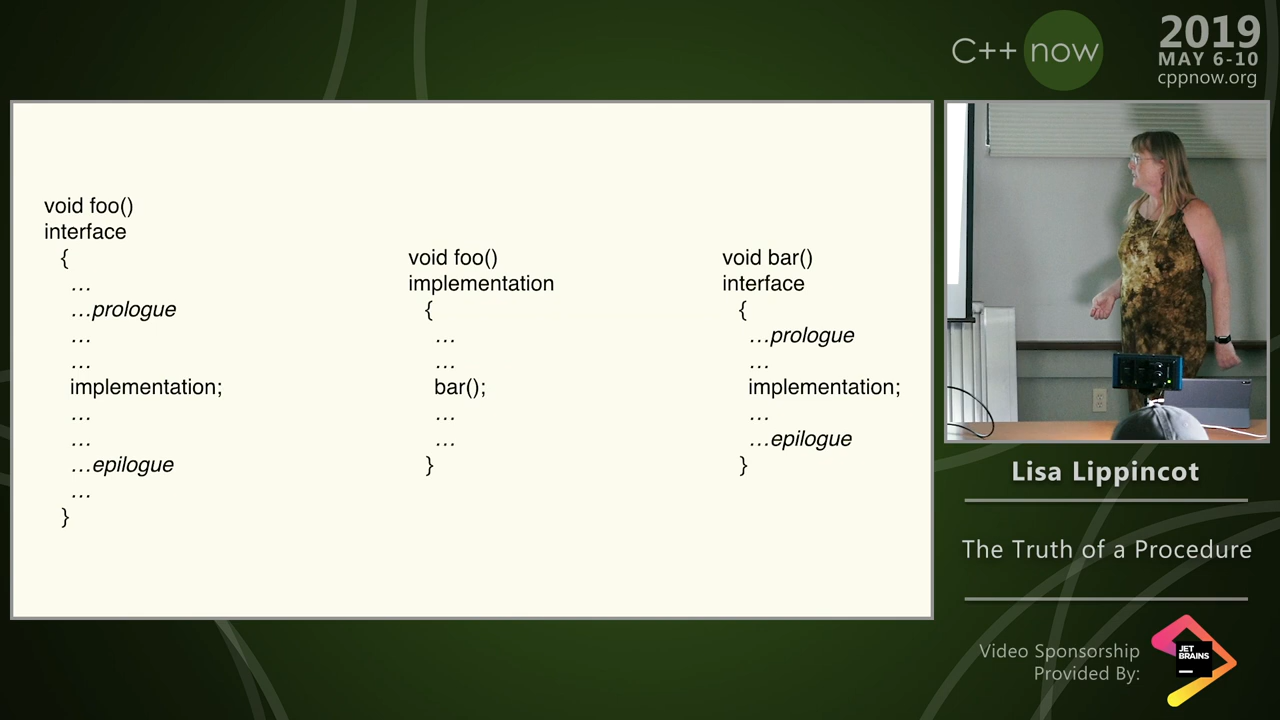 C++ now
2019
MAY 6-10
cppnow.org
void foo()
interface
{
…
…prologue
…
…
implementation;
…
…
…epilogue
…
}
void foo()
implementation
{
…
…
bar();
…
…
}
void bar()
interface
{
…prologue
…
implementation;
…
…epilogue
}
Lisa Lippincot
The Truth of a Procedure
Video Sponsorship
Provided By:
JET
BRAINS